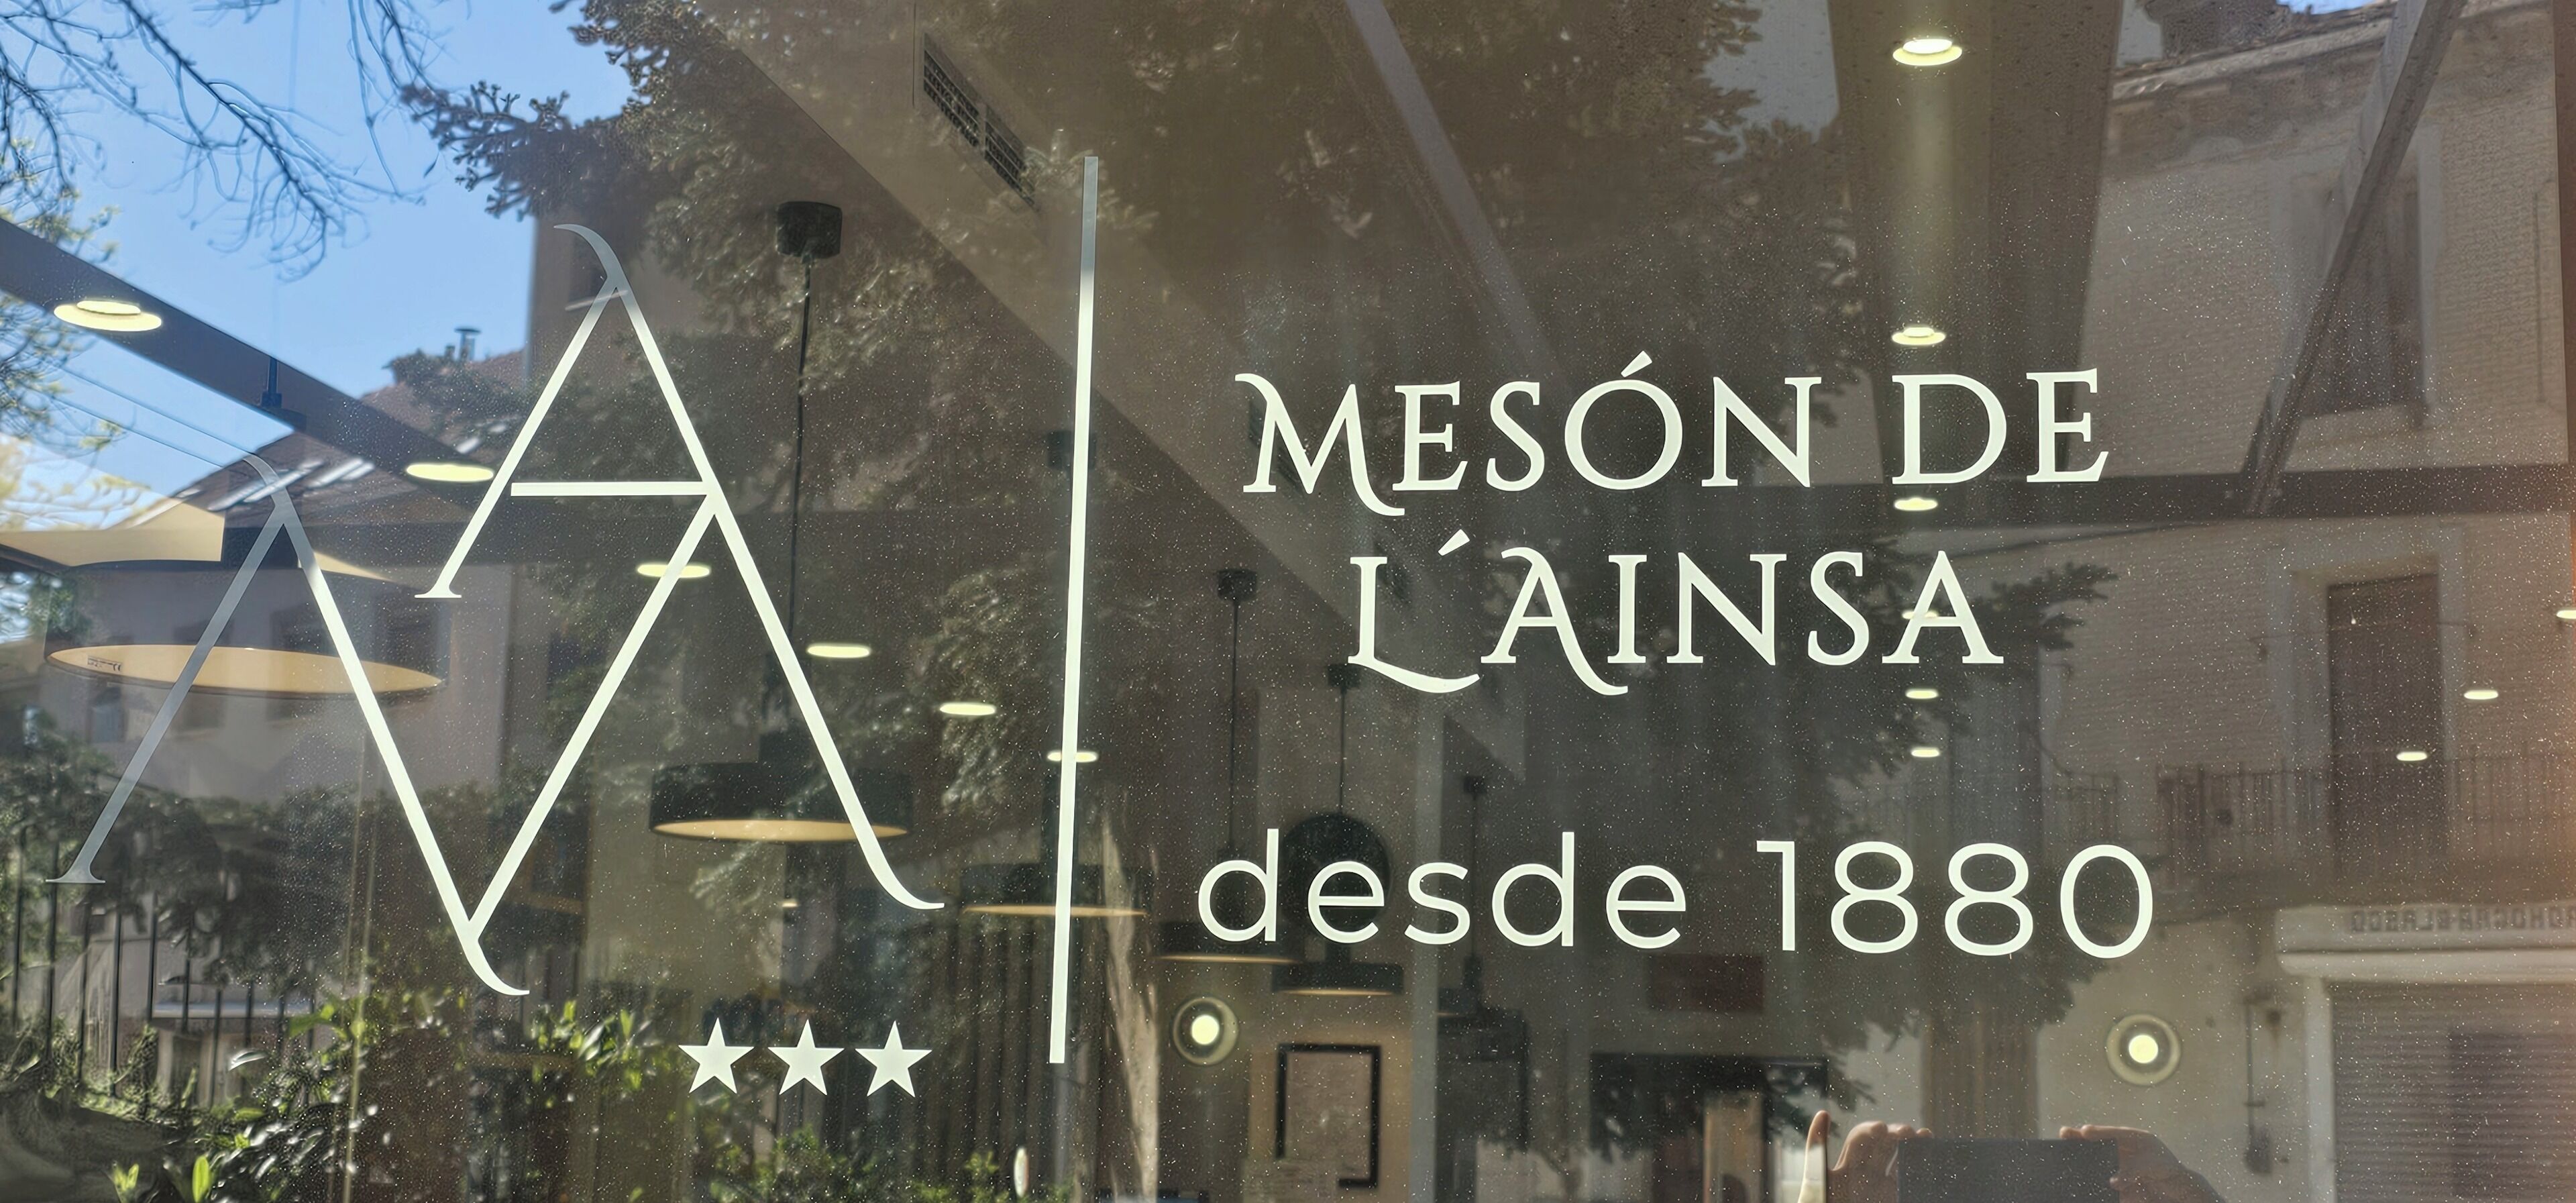 MESÓN DE
L´AINSA
desde 1880